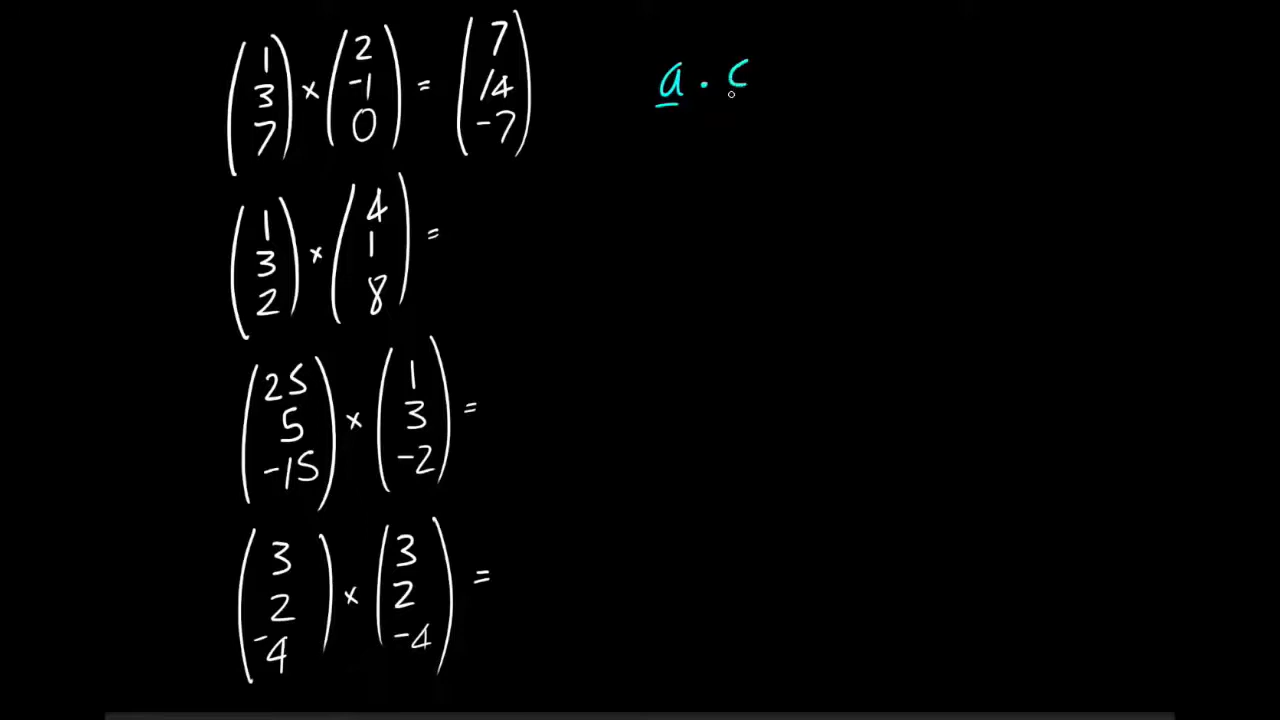 (1 3 7) × (2 -1 0) = (7 14 -7)
(1 3 2) × (4 1 8) =
(25 5 -15) × (1 3 -2) =
(3 2 -4) × (3 2 -4) =
a · c